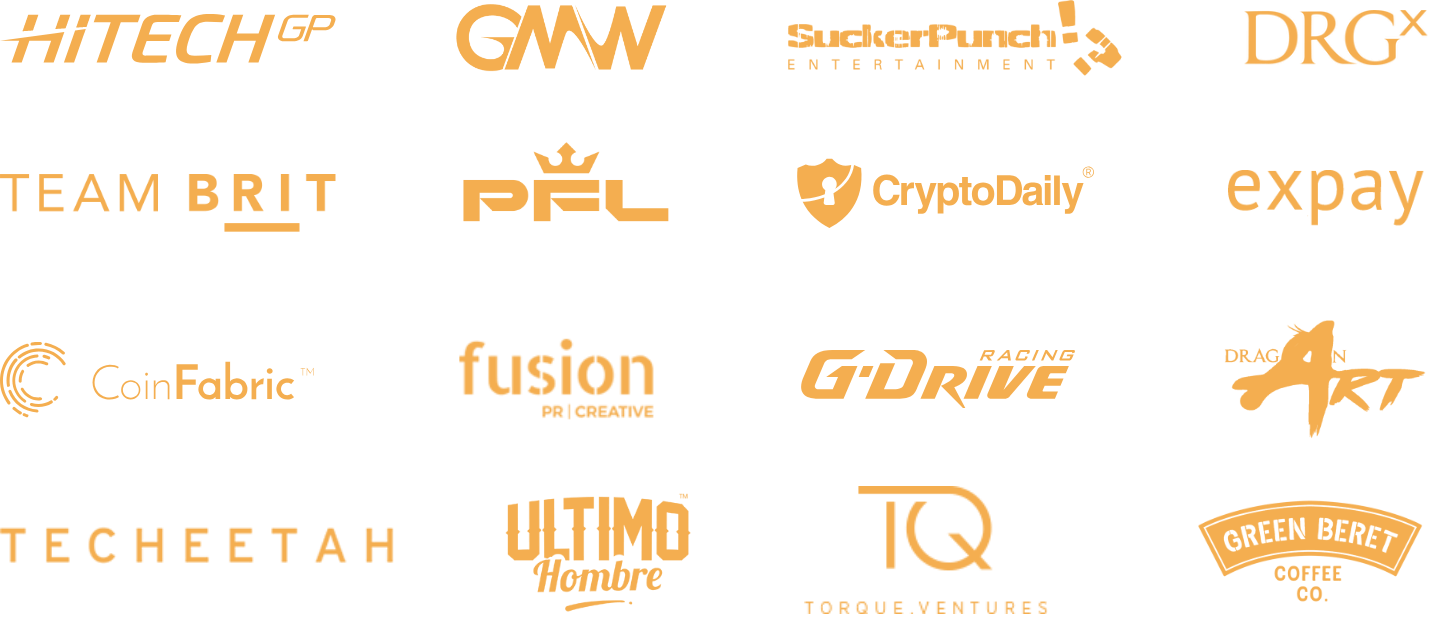 HiTECH GP
GMW
SuckerPunch!
ENTERTAINMENT
DRGx
TEAM BRIT
PFL
CryptoDaily®
expay
CoinFabric™
fusion
PR | CREATIVE
G-DRIVE
RACING
DRAGON
ART
TECHEETAH
ULTIMO™
Hombre
TQ
TORQUE.VENTURES
GREEN BERET
COFFEE
CO.